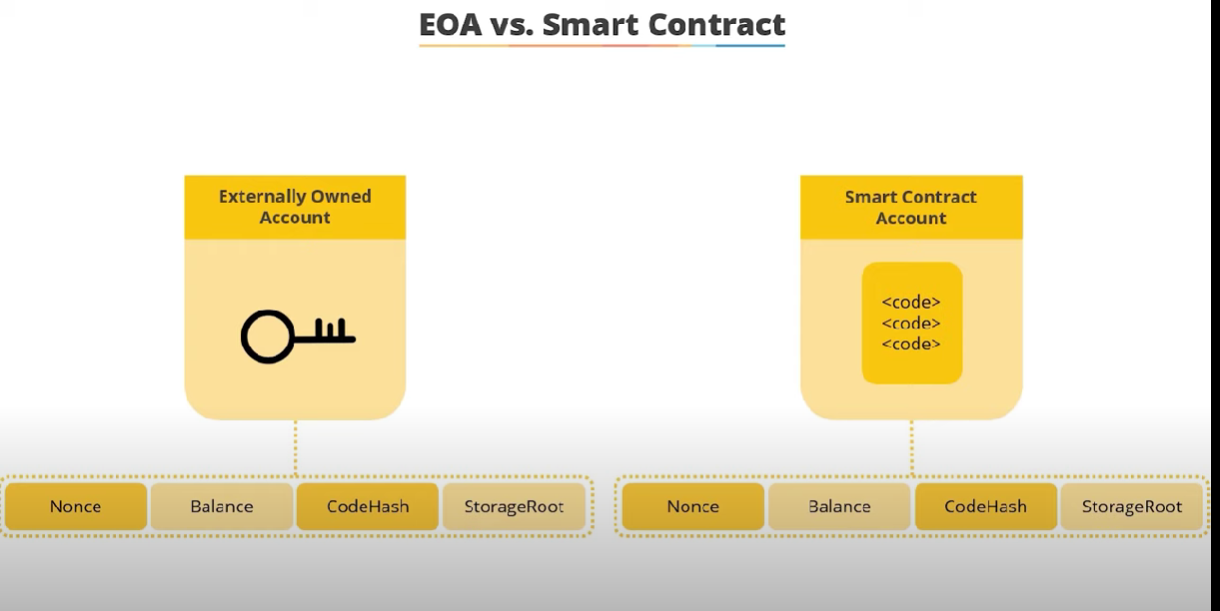 EOA vs. Smart Contract
Externally Owned
Account
Smart Contract
Account
<code>
<code>
<code>
Nonce
Balance
CodeHash
StorageRoot
Nonce
Balance
CodeHash
StorageRoot